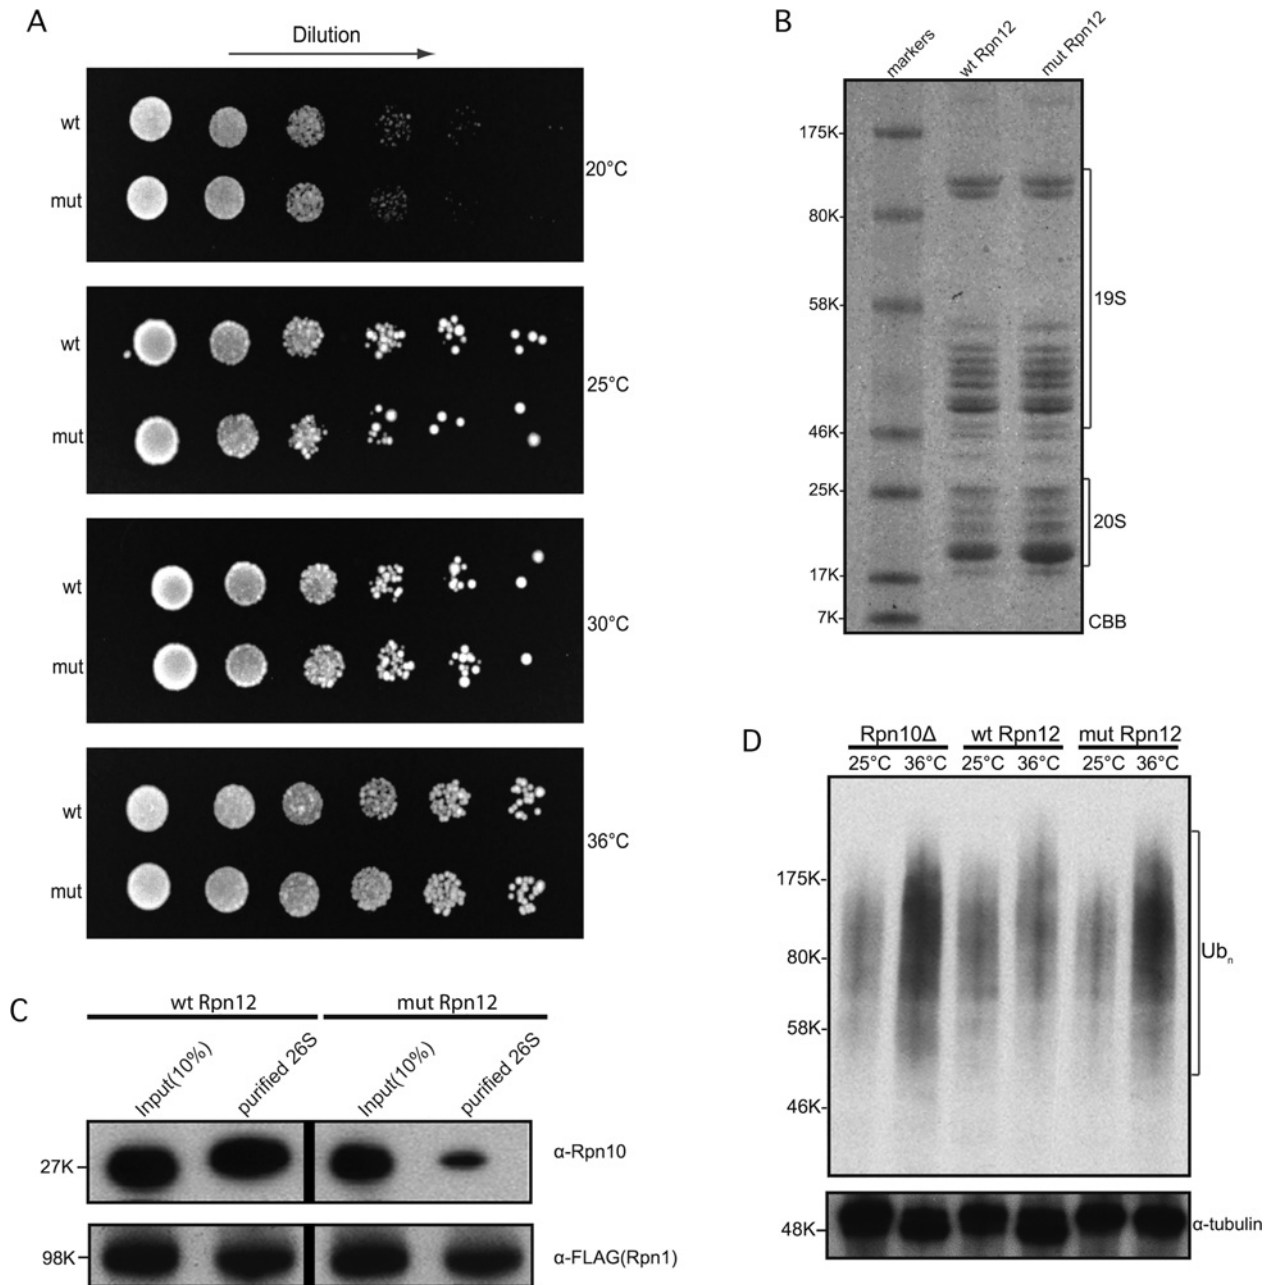 A
Dilution
wt
mut
20°C
wt
mut
25°C
wt
mut
30°C
wt
mut
36°C
B
markers
wt Rpn12
mut Rpn12
175K
80K
58K
46K
25K
17K
7K
19S
20S
CBB
C
wt Rpn12 mut Rpn12
Input(10%)
purified 26S
Input(10%)
purified 26S
27K
α-Rpn10
98K
α-FLAG(Rpn1)
D
Rpn10Δ wt Rpn12 mut Rpn12
25°C 36°C 25°C 36°C 25°C 36°C
175K
80K
58K
46K
Ubn
48K
α-tubulin